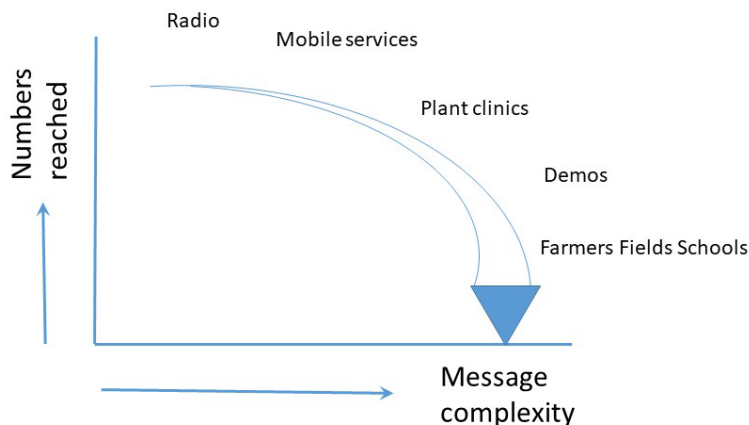 Radio
Mobile services
Numbers
reached
Plant clinics
Demos
Farmers Fields Schools
Message
complexity